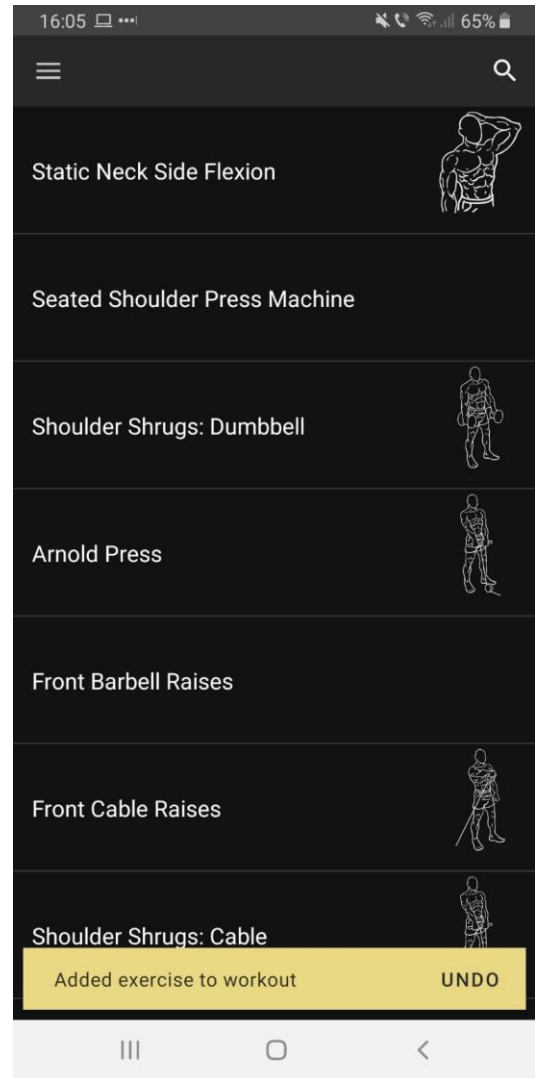 16:05
65%
Static Neck Side Flexion
Seated Shoulder Press Machine
Shoulder Shrugs: Dumbbell
Arnold Press
Front Barbell Raises
Front Cable Raises
Shoulder Shrugs: Cable
Added exercise to workout UNDO